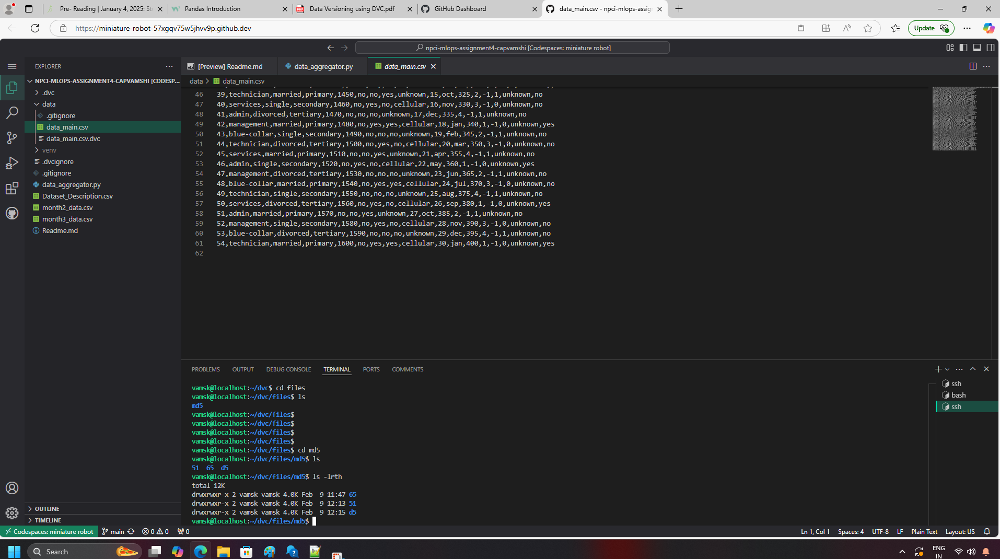 Pre- Reading | January 4, 2025: St
Pandas Introduction
Data Versioning using DVC.pdf
GitHub Dashboard
data_main.csv - npci-mlops-assig
https://miniature-robot-57xgqv75w5jhvv9p.github.dev
Update
npci-mlops-assignment4-capvamshi [Codespaces: miniature robot]
EXPLORER
NPCI-MLOPS-ASSIGNMENT4-CAPVAMSHI [CODESP...
.dvc
data
.gitignore
data_main.csv
data_main.csv.dvc
venv
.dvcignore
.gitignore
data_aggregator.py
Dataset_Description.csv
month2_data.csv
month3_data.csv
Readme.md
OUTLINE
TIMELINE
[Preview] Readme.md
data_aggregator.py
data_main.csv
data > data_main.csv
46 39,technician,married,primary,1450,no,no,yes,unknown,15,oct,325,2,-1,1,unknown,no
47 40,services,single,secondary,1460,no,yes,no,cellular,16,nov,330,3,-1,0,unknown,no
48 41,admin,divorced,tertiary,1470,no,no,no,unknown,17,dec,335,4,-1,1,unknown,no
49 42,management,married,primary,1480,no,yes,yes,cellular,18,jan,340,1,-1,0,unknown,yes
50 43,blue-collar,single,secondary,1490,no,no,no,unknown,19,feb,345,2,-1,1,unknown,no
51 44,technician,divorced,tertiary,1500,no,yes,no,cellular,20,mar,350,3,-1,0,unknown,no
52 45,services,married,primary,1510,no,no,yes,unknown,21,apr,355,4,-1,1,unknown,no
53 46,admin,single,secondary,1520,no,yes,no,cellular,22,may,360,1,-1,0,unknown,yes
54 47,management,divorced,tertiary,1530,no,no,no,unknown,23,jun,365,2,-1,1,unknown,no
55 48,blue-collar,married,primary,1540,no,yes,yes,cellular,24,jul,370,3,-1,0,unknown,no
56 49,technician,single,secondary,1550,no,no,no,unknown,25,aug,375,4,-1,1,unknown,no
57 50,services,divorced,tertiary,1560,no,yes,no,cellular,26,sep,380,1,-1,0,unknown,yes
58 51,admin,married,primary,1570,no,no,yes,unknown,27,oct,385,2,-1,1,unknown,no
59 52,management,single,secondary,1580,no,yes,no,cellular,28,nov,390,3,-1,0,unknown,no
60 53,blue-collar,divorced,tertiary,1590,no,no,no,unknown,29,dec,395,4,-1,1,unknown,no
61 54,technician,married,primary,1600,no,yes,yes,cellular,30,jan,400,1,-1,0,unknown,yes
62
PROBLEMS OUTPUT DEBUG CONSOLE TERMINAL PORTS COMMENTS
vamsk@localhost:~/dvc$ cd files
vamsk@localhost:~/dvc/files$ ls
md5
vamsk@localhost:~/dvc/files$
vamsk@localhost:~/dvc/files$
vamsk@localhost:~/dvc/files$
vamsk@localhost:~/dvc/files$
vamsk@localhost:~/dvc/files$ cd md5
vamsk@localhost:~/dvc/files/md5$ ls
51 65 d5
vamsk@localhost:~/dvc/files/md5$ ls -lrth
total 12K
drwxrwxr-x 2 vamsk vamsk 4.0K Feb 9 11:47 65
drwxrwxr-x 2 vamsk vamsk 4.0K Feb 9 12:13 51
drwxrwxr-x 2 vamsk vamsk 4.0K Feb 9 12:15 d5
vamsk@localhost:~/dvc/files/md5$
ssh
bash
ssh
Codespaces: miniature robot
main
0 0
0
Ln 1, Col 1
Spaces: 4
UTF-8
LF
Plain Text
Layout: US
Search
ENG
IN